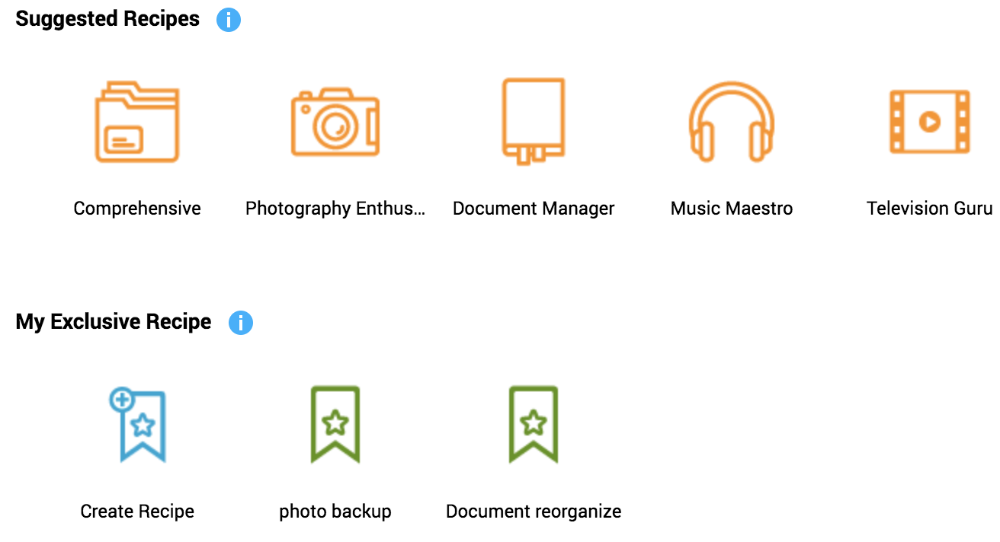 Suggested Recipes
Comprehensive
Photography Enthus...
Document Manager
Music Maestro
Television Guru
My Exclusive Recipe
Create Recipe
photo backup
Document reorganize